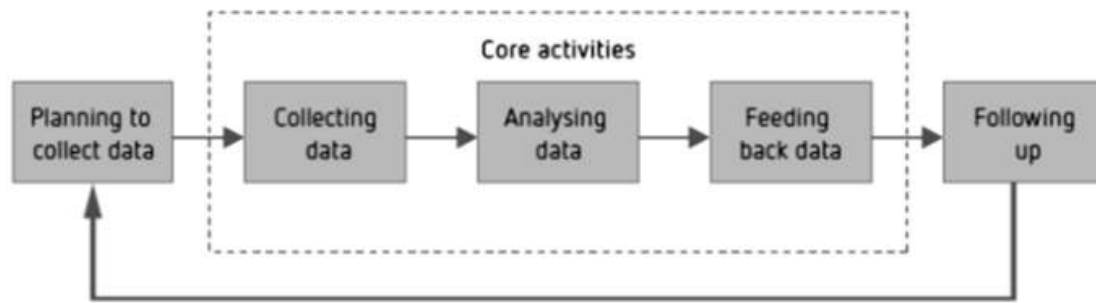 Core activities
Planning to
collect data
Collecting
data
Analysing
data
Feeding
back data
Following
up